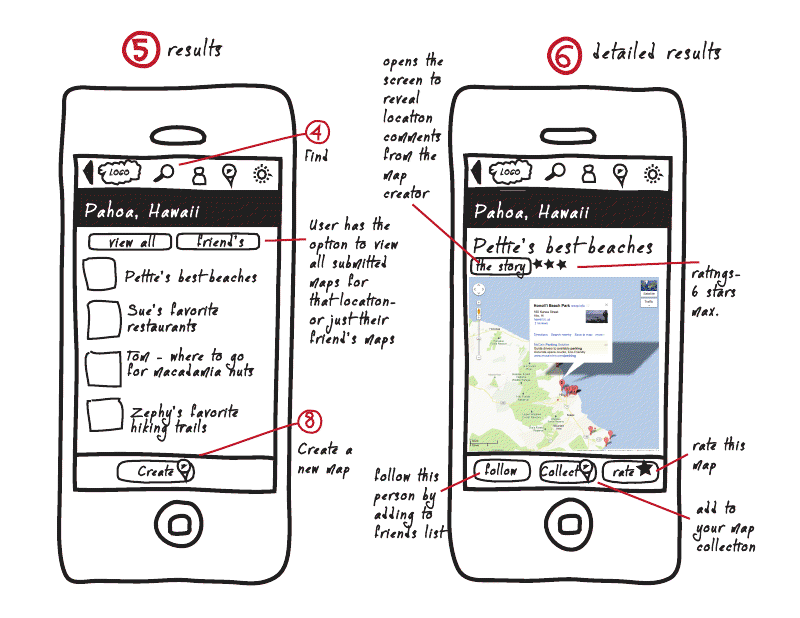 5 results
4
Find
LOGO
Pahoa, Hawaii
view all
friend's
User has the
option to view
all submitted
maps for
that location-
or just their
friend's maps
Pettie's best beaches
Sue's favorite
restaurants
Tom - where to go
for macadamia nuts
Zephy's favorite
hiking trails
8
Create a
new map
Create
6 detailed results
opens the
screen to
reveal
location
comments
from the
map
creator
LOGO
Pahoa, Hawaii
Pettie's best beaches
the story
ratings-
6 stars
max.
Hawai'i Beach Park
follow
Collect
rate
follow this
person by
adding to
friends list
rate this
map
add to
your map
collection